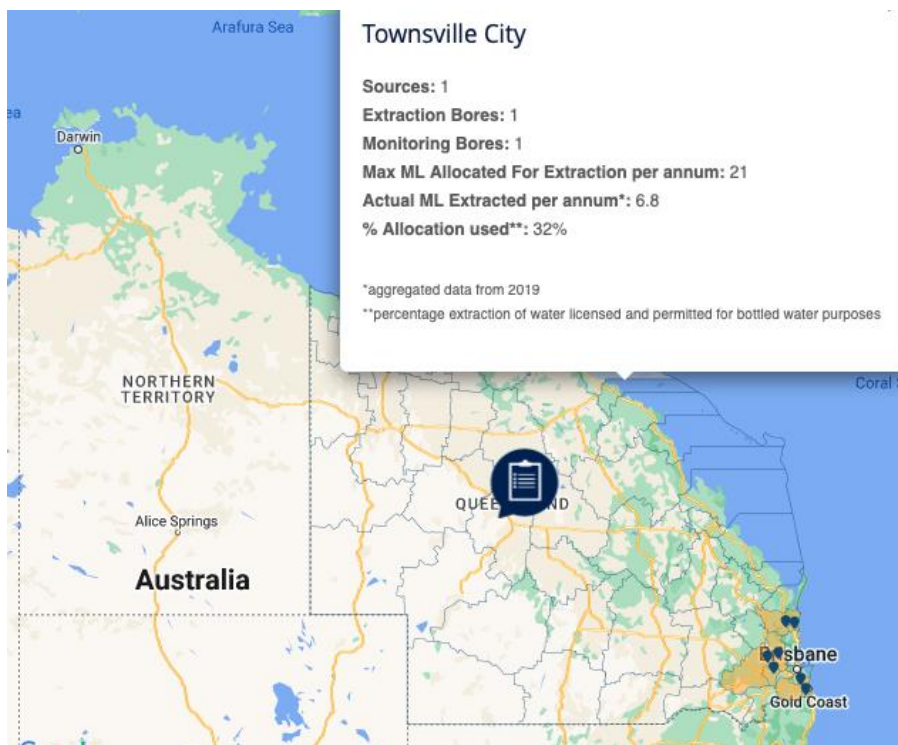 Arafura Sea
Townsville City
Sources: 1
Extraction Bores: 1
Monitoring Bores: 1
Max ML Allocated For Extraction per annum: 21
Actual ML Extracted per annum*: 6.8
% Allocation used**: 32%
*aggregated data from 2019
**percentage extraction of water licensed and permitted for bottled water purposes
ea
Darwin
NORTHERN
TERRITORY
Coral
Alice Springs
Australia
Gold Coast